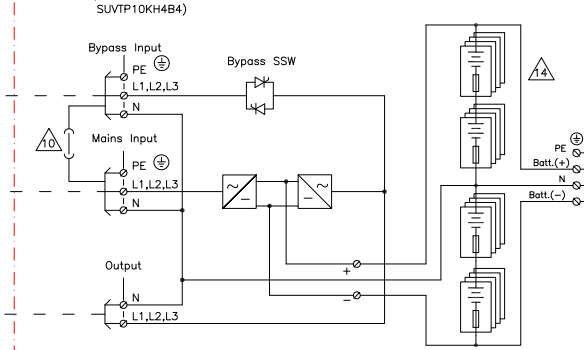 SUVTP10KH4B4)
Bypass Input
PE
L1,L2,L3
N
Bypass SSW
14
10
Mains Input
PE
L1,L2,L3
N
PE
Batt.(+)
N
Batt.(−)
Output
N
L1,L2,L3
+
−